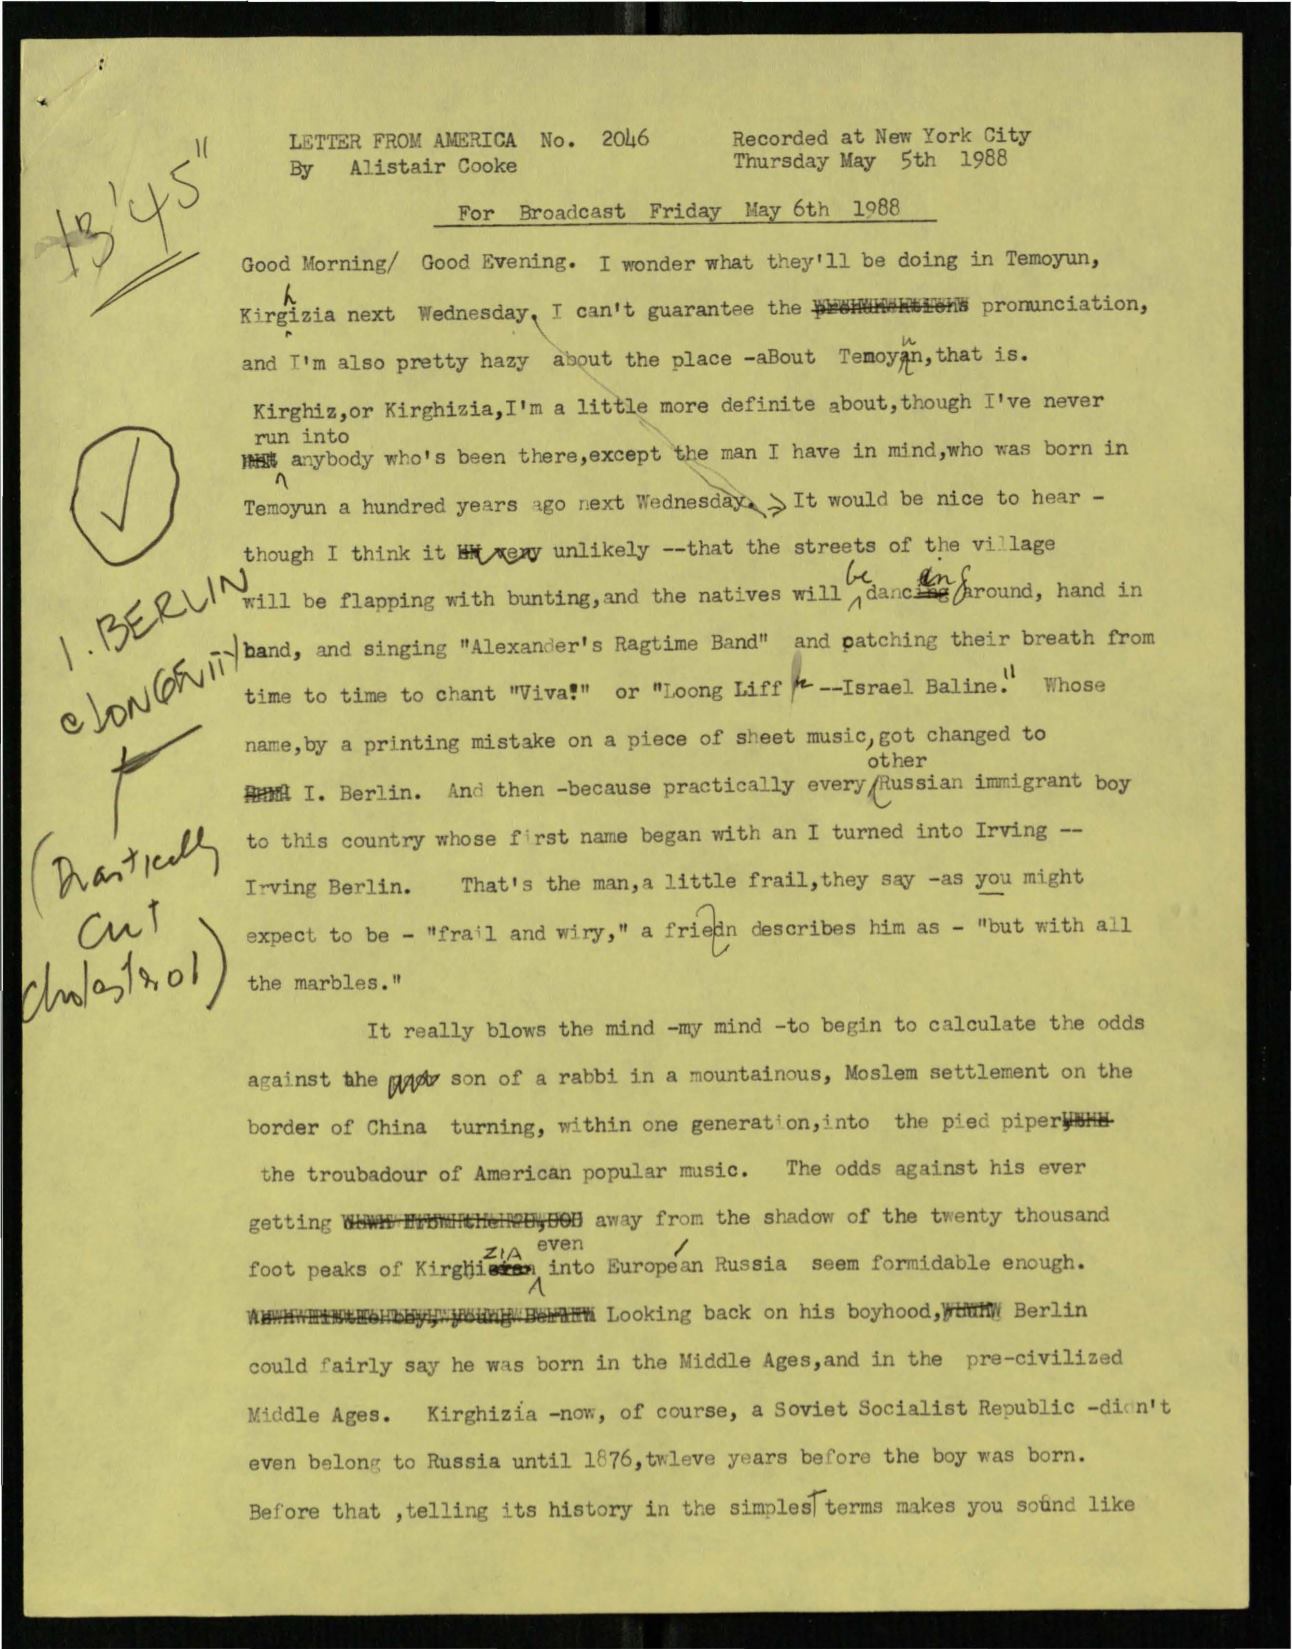 LETTER FROM AMERICA No. 2046 Recorded at New York City
By Alistair Cooke Thursday May 5th 1988
For Broadcast Friday May 6th 1988
13'45"
Good Morning/ Good Evening. I wonder what they'll be doing in Temoyun,
h
Kirgizia next Wednesday. I can't guarantee the pronunciation,
u
and I'm also pretty hazy about the place -aBout Temoyan,that is.
Kirghiz,or Kirghizia,I'm a little more definite about,though I've never
run into
anybody who's been there,except the man I have in mind,who was born in
Temoyun a hundred years ago next Wednesday. It would be nice to hear -
though I think it very unlikely --that the streets of the village
be ing
will be flapping with bunting,and the natives will dancing around, hand in
hand, and singing "Alexander's Ragtime Band" and catching their breath from
time to time to chant "Viva!" or "Loong Liff --Israel Baline." Whose
name,by a printing mistake on a piece of sheet music,got changed to
other
I. Berlin. And then -because practically every Russian immigrant boy
to this country whose first name began with an I turned into Irving --
Irving Berlin. That's the man,a little frail,they say -as you might
expect to be - "frail and wiry," a friedn describes him as - "but with all
the marbles."
1. BERLIN
c LONGEVITY
(Drastically
cut
cholesterol)
It really blows the mind -my mind -to begin to calculate the odds
against the son of a rabbi in a mountainous, Moslem settlement on the
border of China turning, within one generation,into the pied piper
the troubadour of American popular music. The odds against his ever
getting away from the shadow of the twenty thousand
ZIA even
foot peaks of Kirghi into European Russia seem formidable enough.
Looking back on his boyhood, Berlin
could fairly say he was born in the Middle Ages,and in the pre-civilized
Middle Ages. Kirghizia -now, of course, a Soviet Socialist Republic -didn't
even belong to Russia until 1876,twleve years before the boy was born.
Before that ,telling its history in the simplest terms makes you sound like